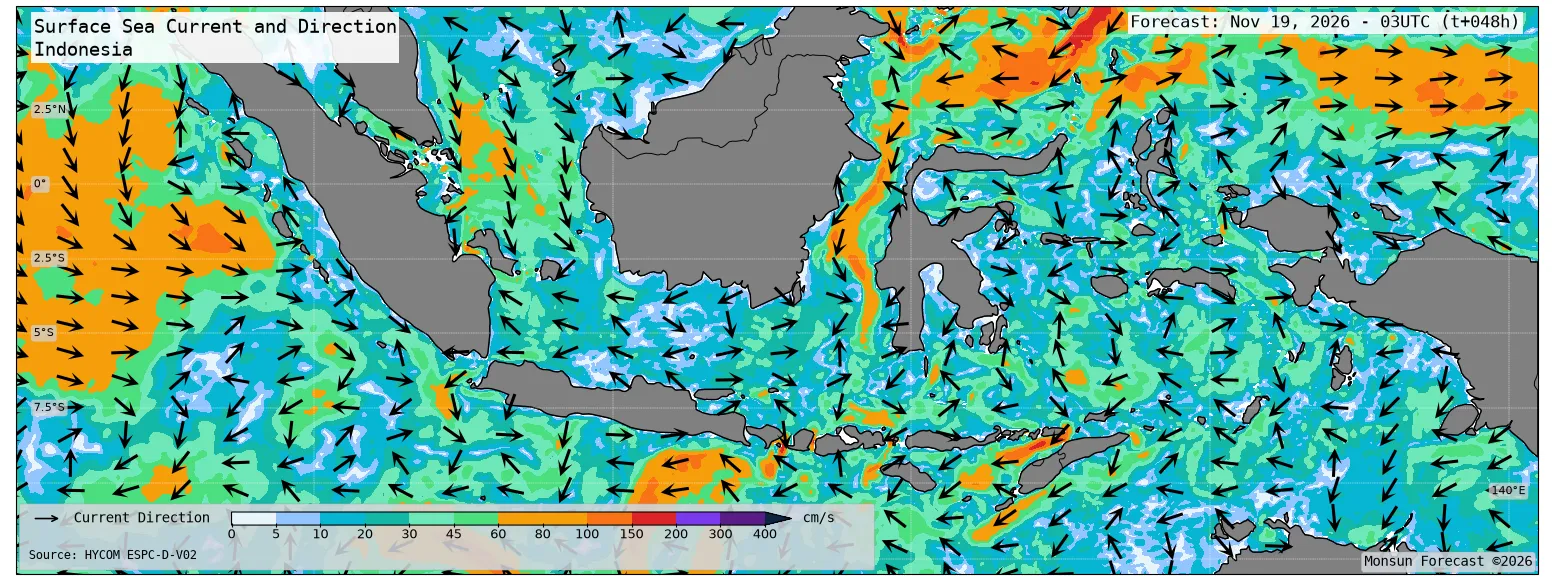 Surface Sea Current and Direction
Indonesia
Forecast: Nov 19, 2026 - 03UTC (t+048h)
2.5°N
0°
2.5°S
5°S
7.5°S
140°E
Current Direction
0 5 10 20 30 45 60 80 100 150 200 300 400 cm/s
Source: HYCOM ESPC-D-V02
Monsun Forecast ©2026